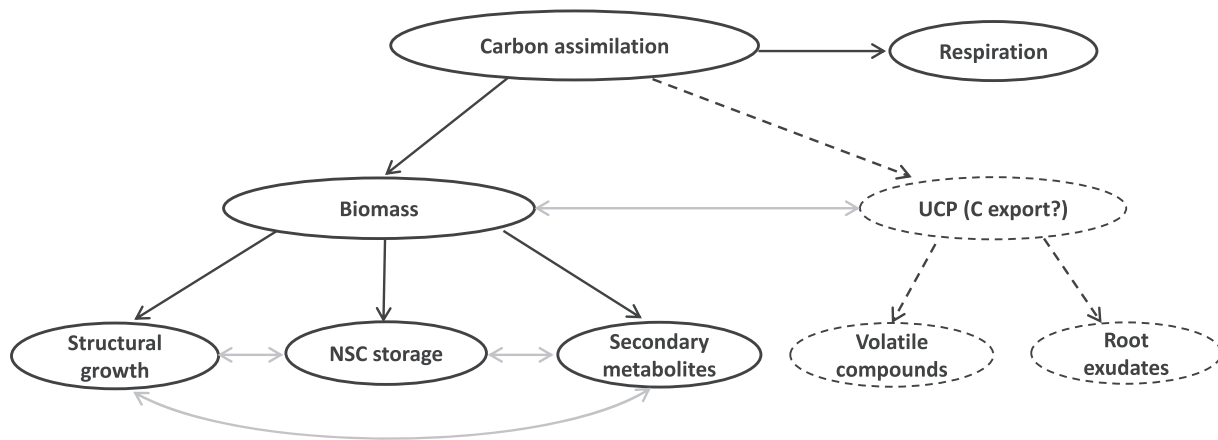 Carbon assimilation
Respiration
Biomass
UCP (C export?)
Structural
growth
NSC storage
Secondary
metabolites
Volatile
compounds
Root
exudates